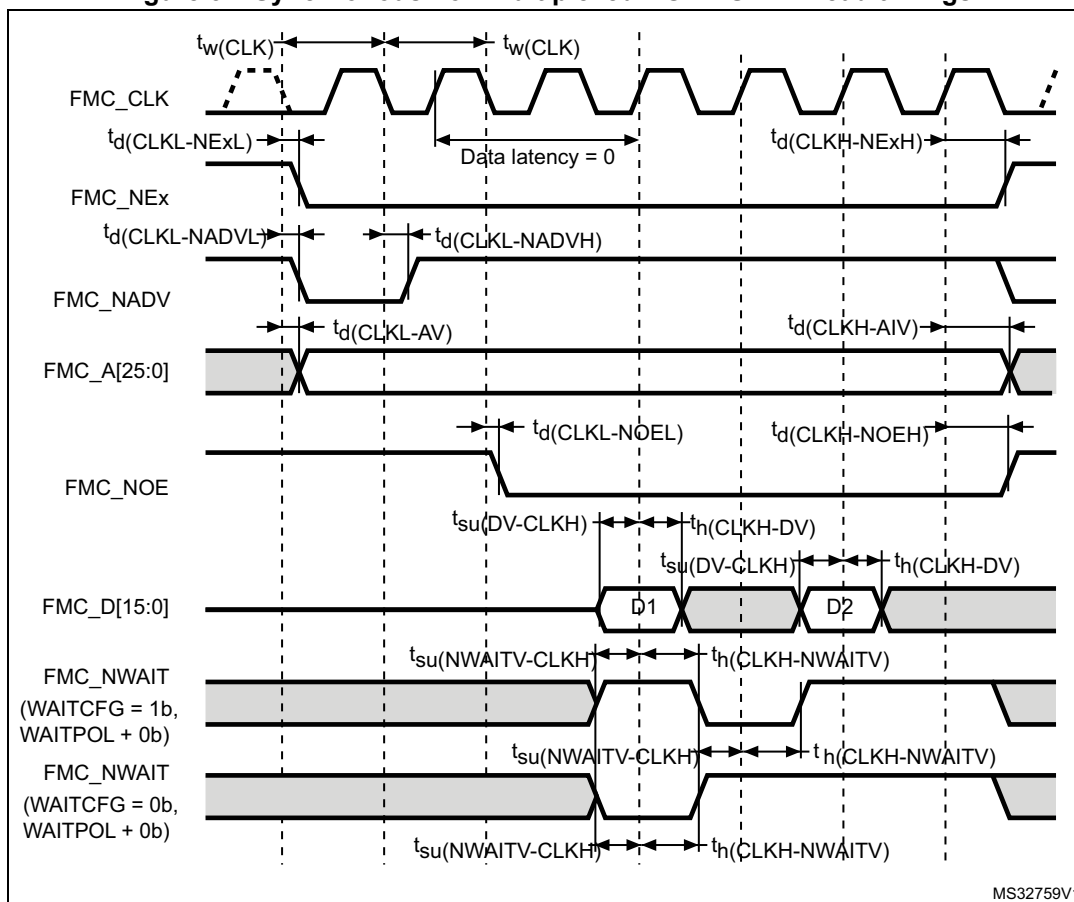 tw(CLK) tw(CLK)
FMC_CLK
td(CLKL-NExL) Data latency = 0 td(CLKH-NExH)
FMC_NEx
td(CLKL-NADVL) td(CLKL-NADVH)
FMC_NADV
td(CLKL-AV) td(CLKH-AIV)
FMC_A[25:0]
td(CLKL-NOEL) td(CLKH-NOEH)
FMC_NOE
tsu(DV-CLKH) th(CLKH-DV)
tsu(DV-CLKH) th(CLKH-DV)
FMC_D[15:0] D1 D2
tsu(NWAITV-CLKH) th(CLKH-NWAITV)
FMC_NWAIT
(WAITCFG = 1b,
WAITPOL + 0b)
tsu(NWAITV-CLKH) th(CLKH-NWAITV)
FMC_NWAIT
(WAITCFG = 0b,
WAITPOL + 0b)
tsu(NWAITV-CLKH) th(CLKH-NWAITV)